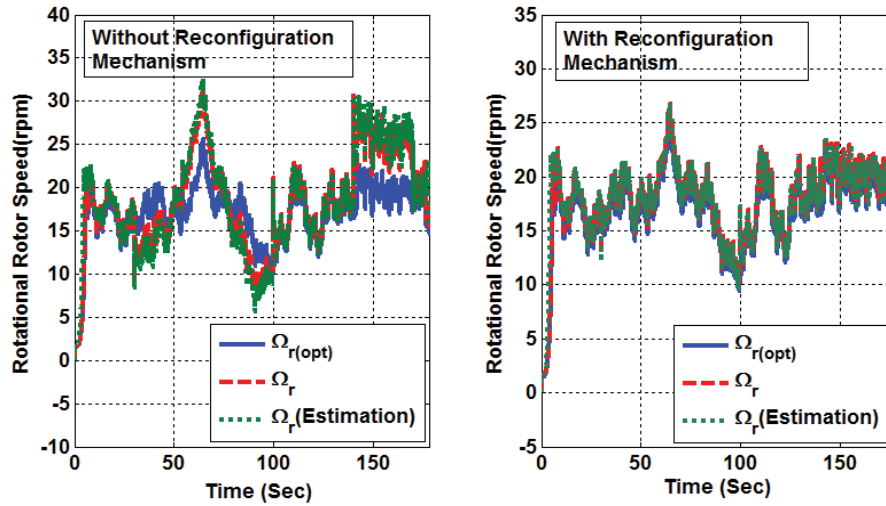 Without Reconfiguration
Mechanism
Rotational Rotor Speed(rpm)
40
35
30
25
20
15
10
5
0
-5
-10
0
50
100
150
Time (Sec)
Ωr(opt)
Ωr
Ωr(Estimation)
With Reconfiguration
Mechanism
Rotational Rotor Speed(rpm)
35
30
25
20
15
10
5
0
-5
0
50
100
150
Time (Sec)
Ωr(opt)
Ωr
Ωr(Estimation)